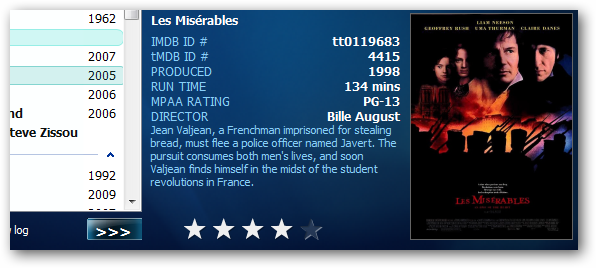 1962
2007
2005
2006
nd 2006
teve Zissou
1992
2009
2007
log
>>>
Les Misérables
IMDB ID # tt0119683
tMDB ID # 4415
PRODUCED 1998
RUN TIME 134 mins
MPAA RATING PG-13
DIRECTOR Bille August
Jean Valjean, a Frenchman imprisoned for stealing
bread, must flee a police officer named Javert. The
pursuit consumes both men's lives, and soon
Valjean finds himself in the midst of the student
revolutions in France.
LIAM NEESON
GEOFFREY RUSH UMA THURMAN CLAIRE DANES
LES MISÉRABLES